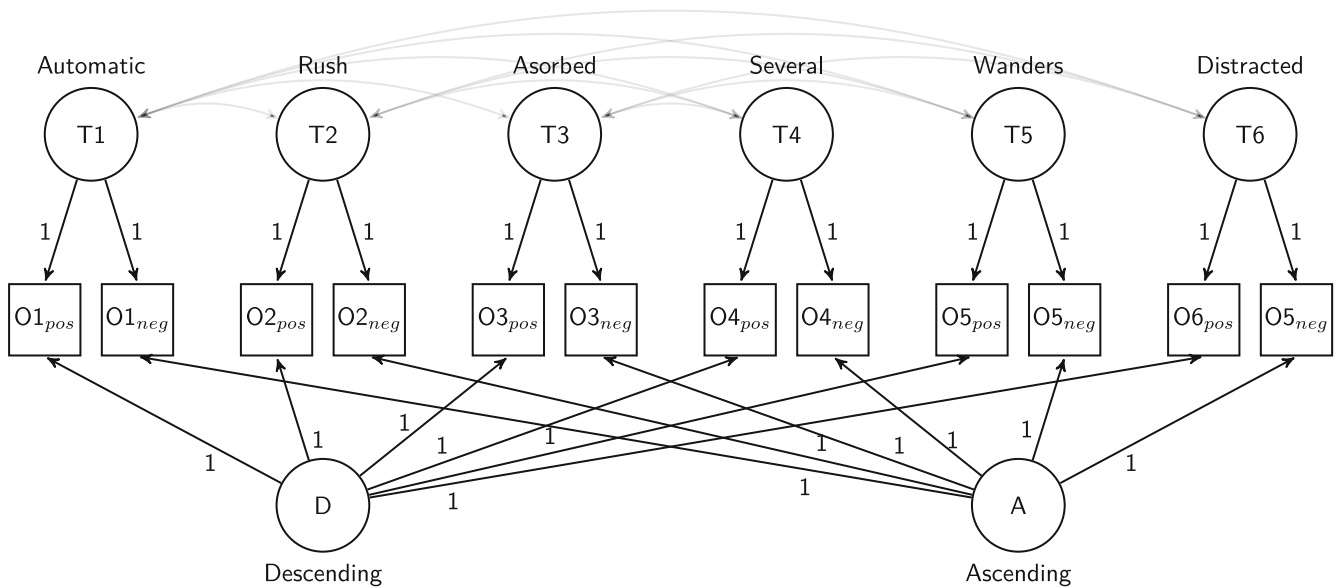 Automatic Rush Asorbed Several Wanders Distracted
T1 T2 T3 T4 T5 T6
1 1 1 1 1 1 1 1 1 1 1 1
O1pos O1neg O2pos O2neg O3pos O3neg O4pos O4neg O5pos O5neg O6pos O5neg
1 1 1 1 1 1 1 1 1 1 1 1
D A
Descending Ascending